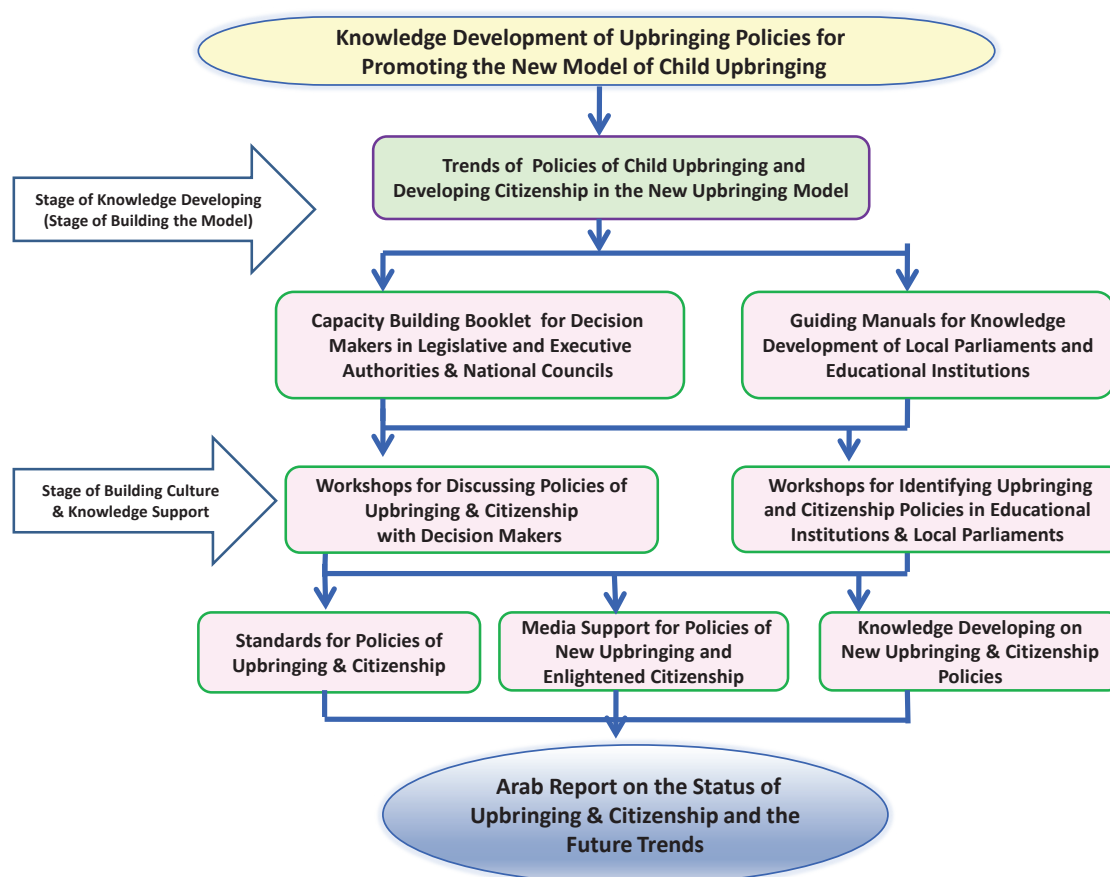 Knowledge Development of Upbringing Policies for
Promoting the New Model of Child Upbringing
Trends of Policies of Child Upbringing and
Developing Citizenship in the New Upbringing Model
Stage of Knowledge Developing
(Stage of Building the Model)
Capacity Building Booklet for Decision
Makers in Legislative and Executive
Authorities & National Councils
Guiding Manuals for Knowledge
Development of Local Parliaments and
Educational Institutions
Stage of Building Culture
& Knowledge Support
Workshops for Discussing Policies of
Upbringing & Citizenship
with Decision Makers
Workshops for Identifying Upbringing
and Citizenship Policies in Educational
Institutions & Local Parliaments
Standards for Policies of
Upbringing & Citizenship
Media Support for Policies of
New Upbringing and
Enlightened Citizenship
Knowledge Developing on
New Upbringing & Citizenship
Policies
Arab Report on the Status of
Upbringing & Citizenship and the
Future Trends